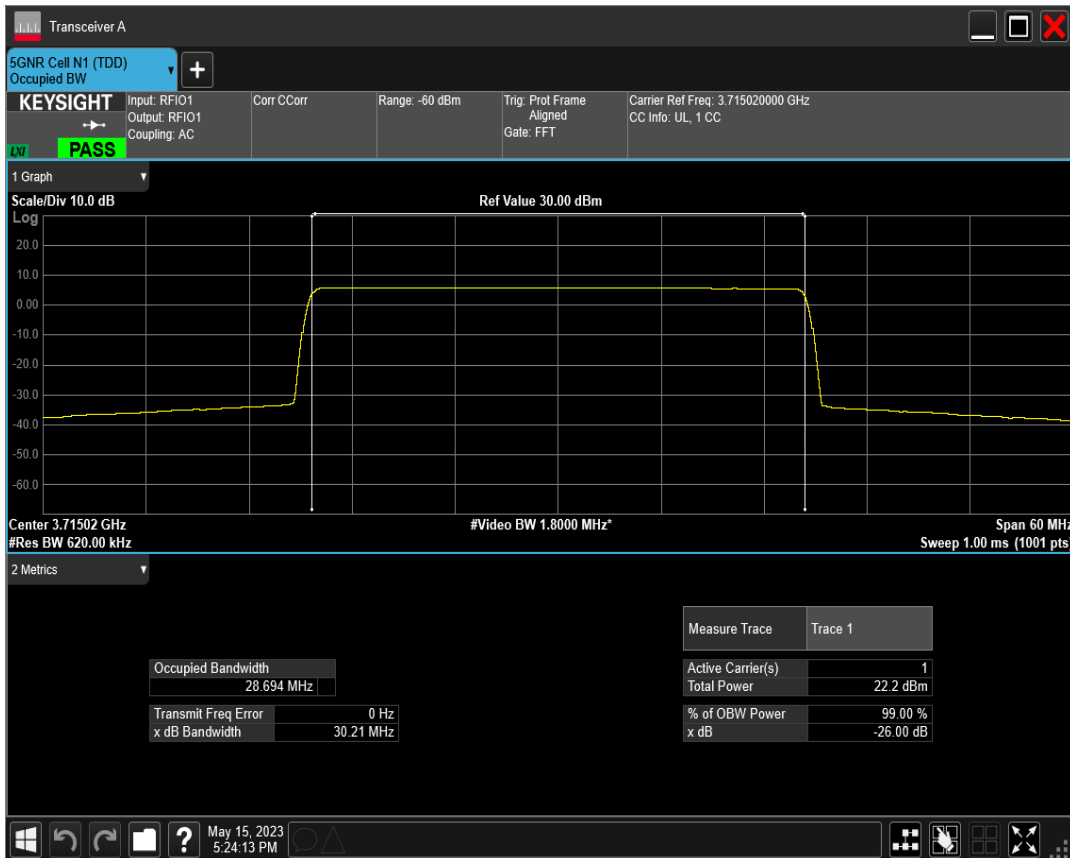 Transceiver A
5GNR Cell N1 (TDD)
Occupied BW
+
KEYSIGHT
LXI
PASS
Input: RFIO1
Output: RFIO1
Coupling: AC
Corr CCorr
Range: -60 dBm
Trig: Prot Frame
Aligned
Gate: FFT
Carrier Ref Freq: 3.715020000 GHz
CC Info: UL, 1 CC
1 Graph
Scale/Div 10.0 dB
Ref Value 30.00 dBm
Log
20.0
10.0
0.00
-10.0
-20.0
-30.0
-40.0
-50.0
-60.0
Center 3.71502 GHz
#Video BW 1.8000 MHz*
Span 60 MHz
#Res BW 620.00 kHz
Sweep 1.00 ms (1001 pts)
2 Metrics
Measure Trace Trace 1
Occupied Bandwidth
28.694 MHz
Active Carrier(s) 1
Total Power 22.2 dBm
Transmit Freq Error 0 Hz
x dB Bandwidth 30.21 MHz
% of OBW Power 99.00 %
x dB -26.00 dB
?
May 15, 2023
5:24:13 PM